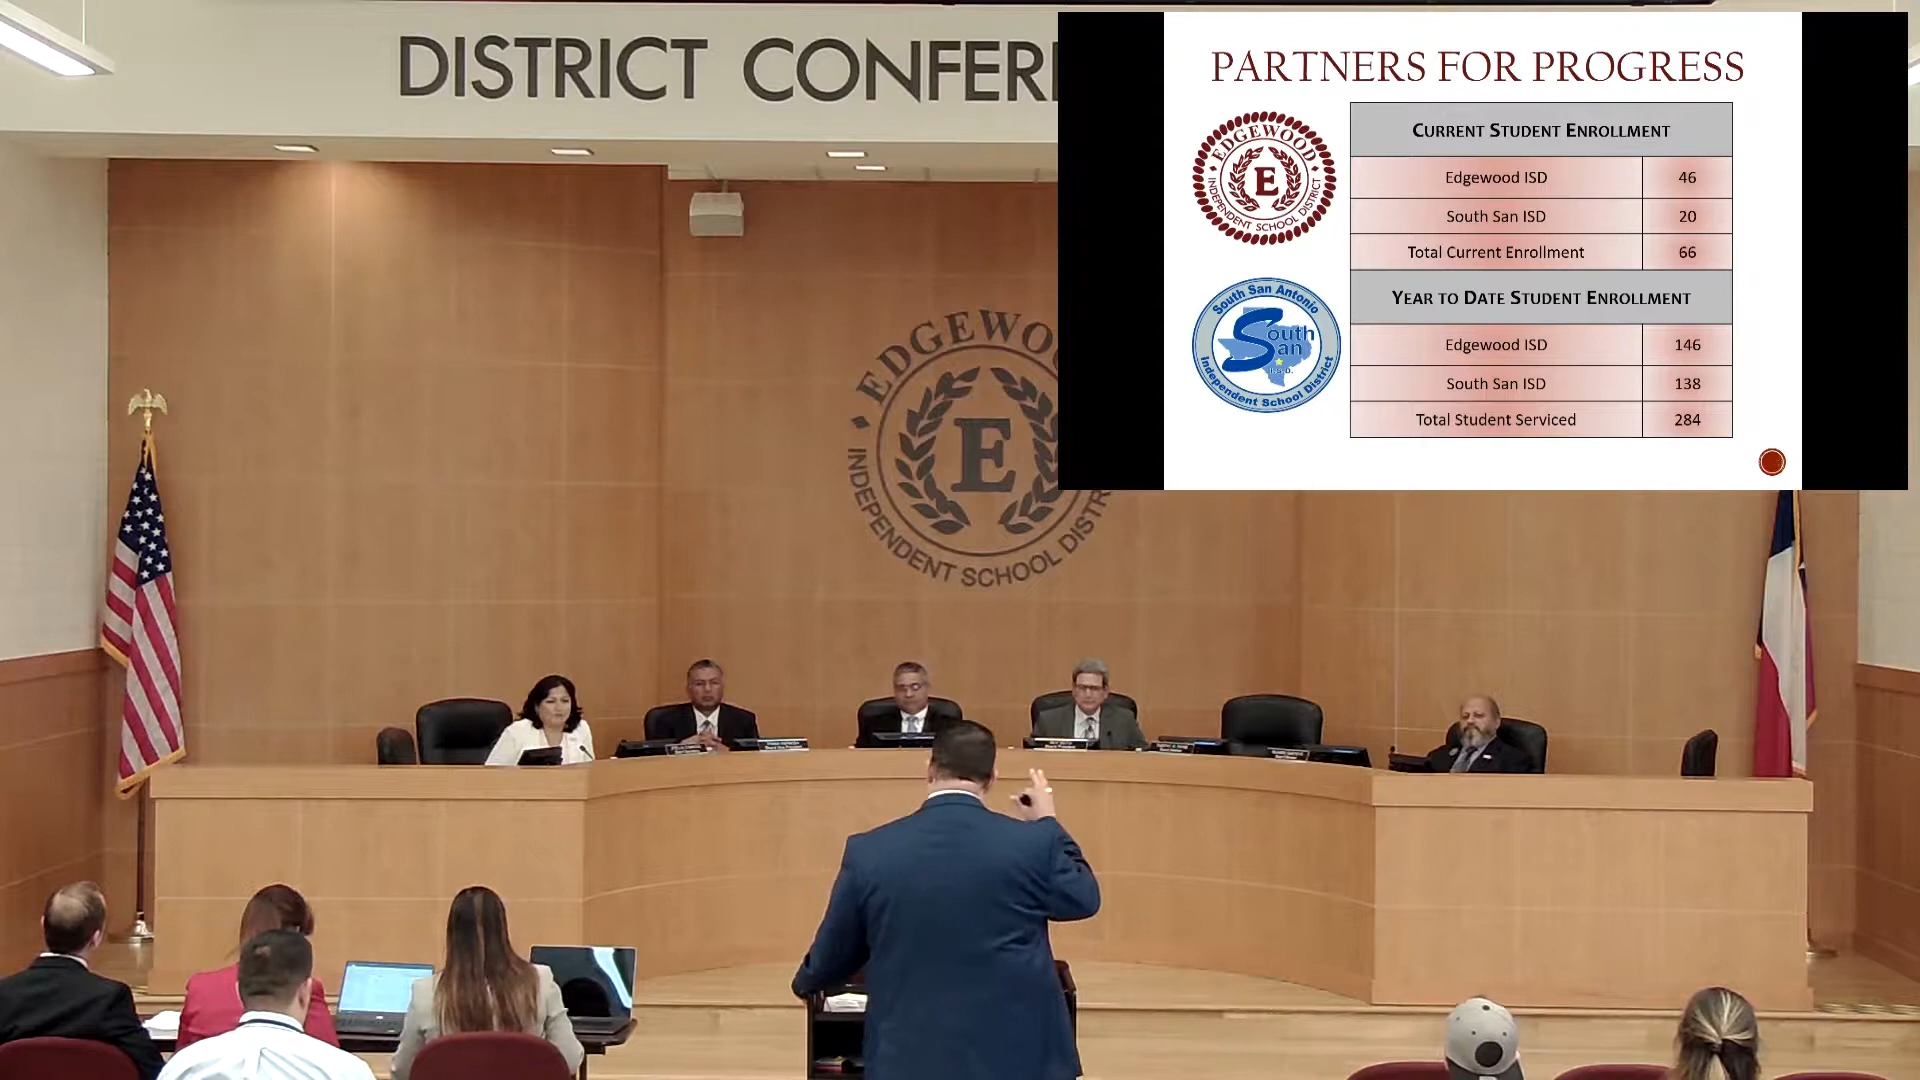 DISTRICT CONFER
PARTNERS FOR PROGRESS
EDGEWOOD
E
INDEPENDENT SCHOOL DISTRICT
CURRENT STUDENT ENROLLMENT
Edgewood ISD 46
South San ISD 20
Total Current Enrollment 66
South San Antonio
South San
I.S.D.
Independent School District
YEAR TO DATE STUDENT ENROLLMENT
Edgewood ISD 146
South San ISD 138
Total Student Serviced 284
EDGEWO
E
INDEPENDENT SCHOOL DISTR